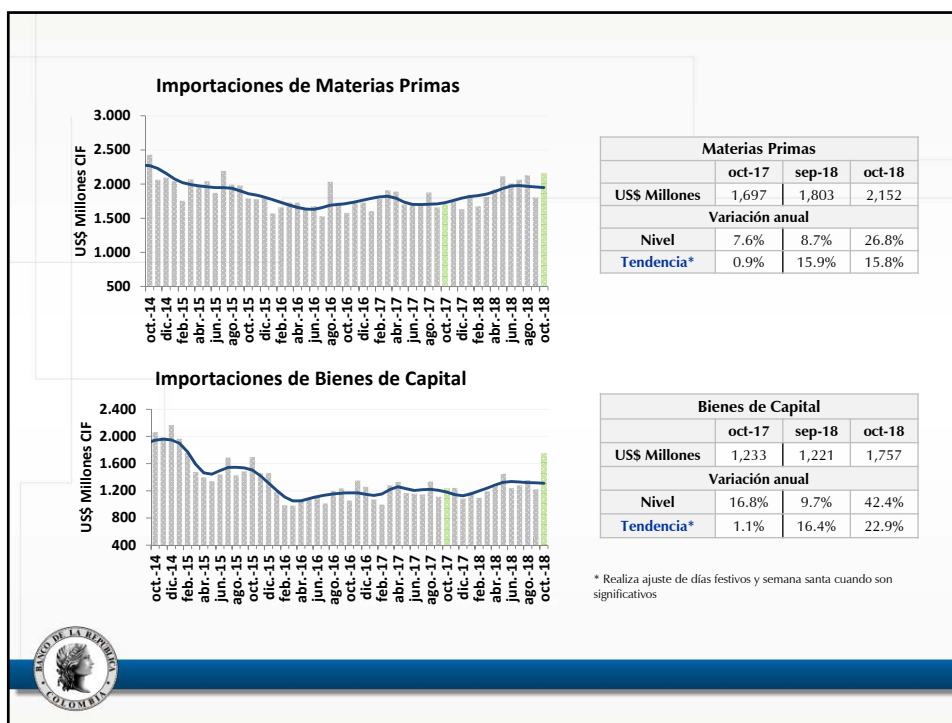 Importaciones de Materias Primas
US$ Millones CIF
3.000
2.500
2.000
1.500
1.000
500
oct.-14 dic.-14 feb.-15 abr.-15 jun.-15 ago.-15 oct.-15 dic.-15 feb.-16 abr.-16 jun.-16 ago.-16 oct.-16 dic.-16 feb.-17 abr.-17 jun.-17 ago.-17 oct.-17 dic.-17 feb.-18 abr.-18 jun.-18 ago.-18 oct.-18
Materias Primas
oct-17 sep-18 oct-18
US$ Millones 1,697 1,803 2,152
Variación anual
Nivel 7.6% 8.7% 26.8%
Tendencia* 0.9% 15.9% 15.8%
Importaciones de Bienes de Capital
US$ Millones CIF
2.400
2.000
1.600
1.200
800
400
oct.-14 dic.-14 feb.-15 abr.-15 jun.-15 ago.-15 oct.-15 dic.-15 feb.-16 abr.-16 jun.-16 ago.-16 oct.-16 dic.-16 feb.-17 abr.-17 jun.-17 ago.-17 oct.-17 dic.-17 feb.-18 abr.-18 jun.-18 ago.-18 oct.-18
Bienes de Capital
oct-17 sep-18 oct-18
US$ Millones 1,233 1,221 1,757
Variación anual
Nivel 16.8% 9.7% 42.4%
Tendencia* 1.1% 16.4% 22.9%
* Realiza ajuste de días festivos y semana santa cuando son
significativos
BANCO DE LA REPUBLICA
COLOMBIA